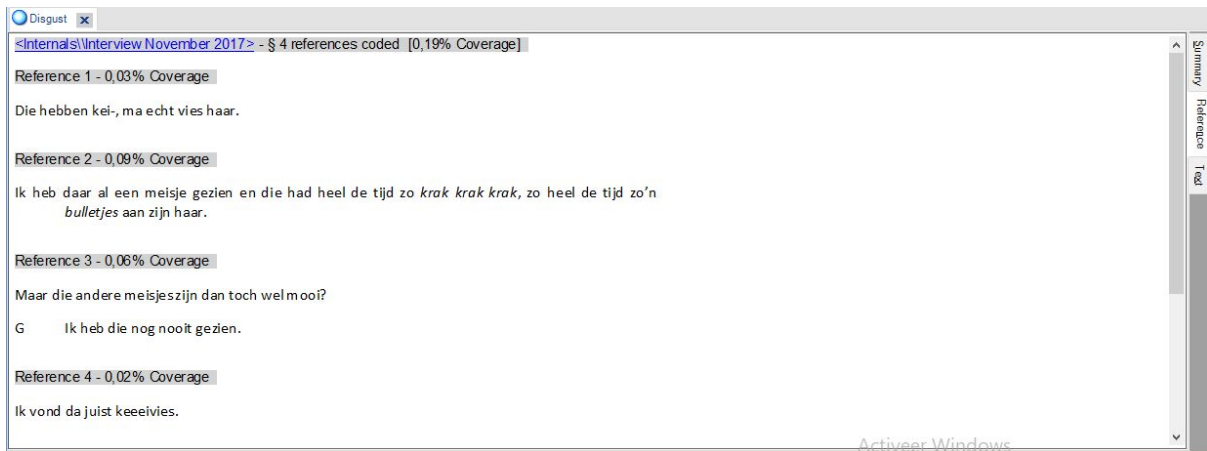 Disgust
<Internals\\Interview November 2017> - § 4 references coded [0,19% Coverage]
Reference 1 - 0,03% Coverage
Die hebben kei-, ma echt vies haar.
Reference 2 - 0,09% Coverage
Ik heb daar al een meisje gezien en die had heel de tijd zo krak krak krak, zo heel de tijd zo’n
bulletjes aan zijn haar.
Reference 3 - 0,06% Coverage
Maar die andere meisjes zijn dan toch wel mooi?
G Ik heb die nog nooit gezien.
Reference 4 - 0,02% Coverage
Ik vond da juist keeeivies.
Summary
Reference
Text
Activeer Windows